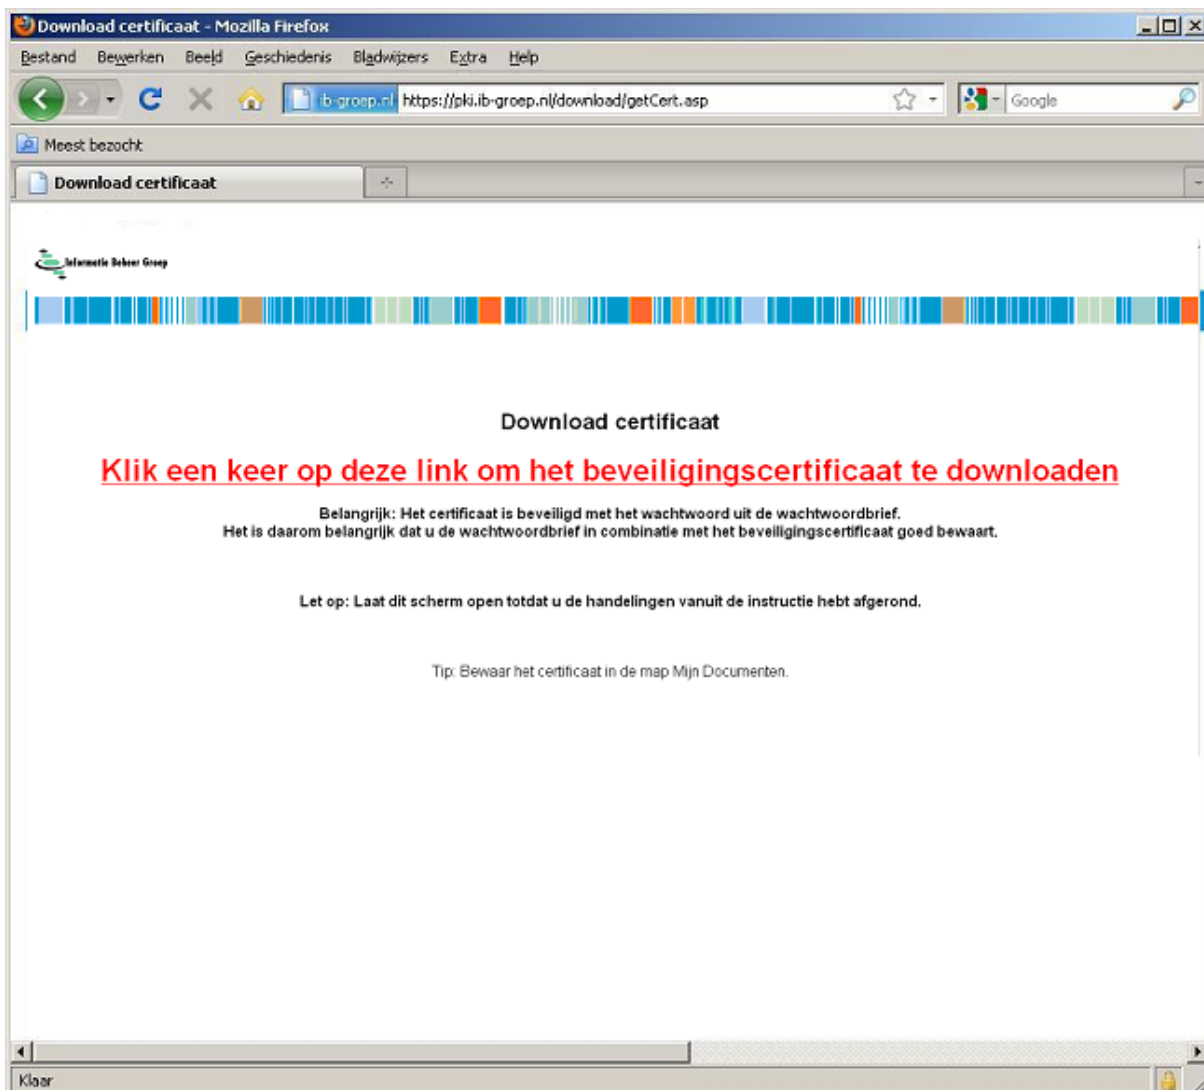 Download certificaat - Mozilla Firefox
Bestand Bewerken Beeld Geschiedenis Bladwijzers Extra Help
ib-groep.nl https://pki.ib-groep.nl/download/getCert.asp Google
Meest bezocht
Download certificaat
Informatie Beheer Groep
Download certificaat
Klik een keer op deze link om het beveiligingscertificaat te downloaden
Belangrijk: Het certificaat is beveiligd met het wachtwoord uit de wachtwoordbrief.
Het is daarom belangrijk dat u de wachtwoordbrief in combinatie met het beveiligingscertificaat goed bewaart.
Let op: Laat dit scherm open totdat u de handelingen vanuit de instructie hebt afgerond.
Tip: Bewaar het certificaat in de map Mijn Documenten.
Klaar